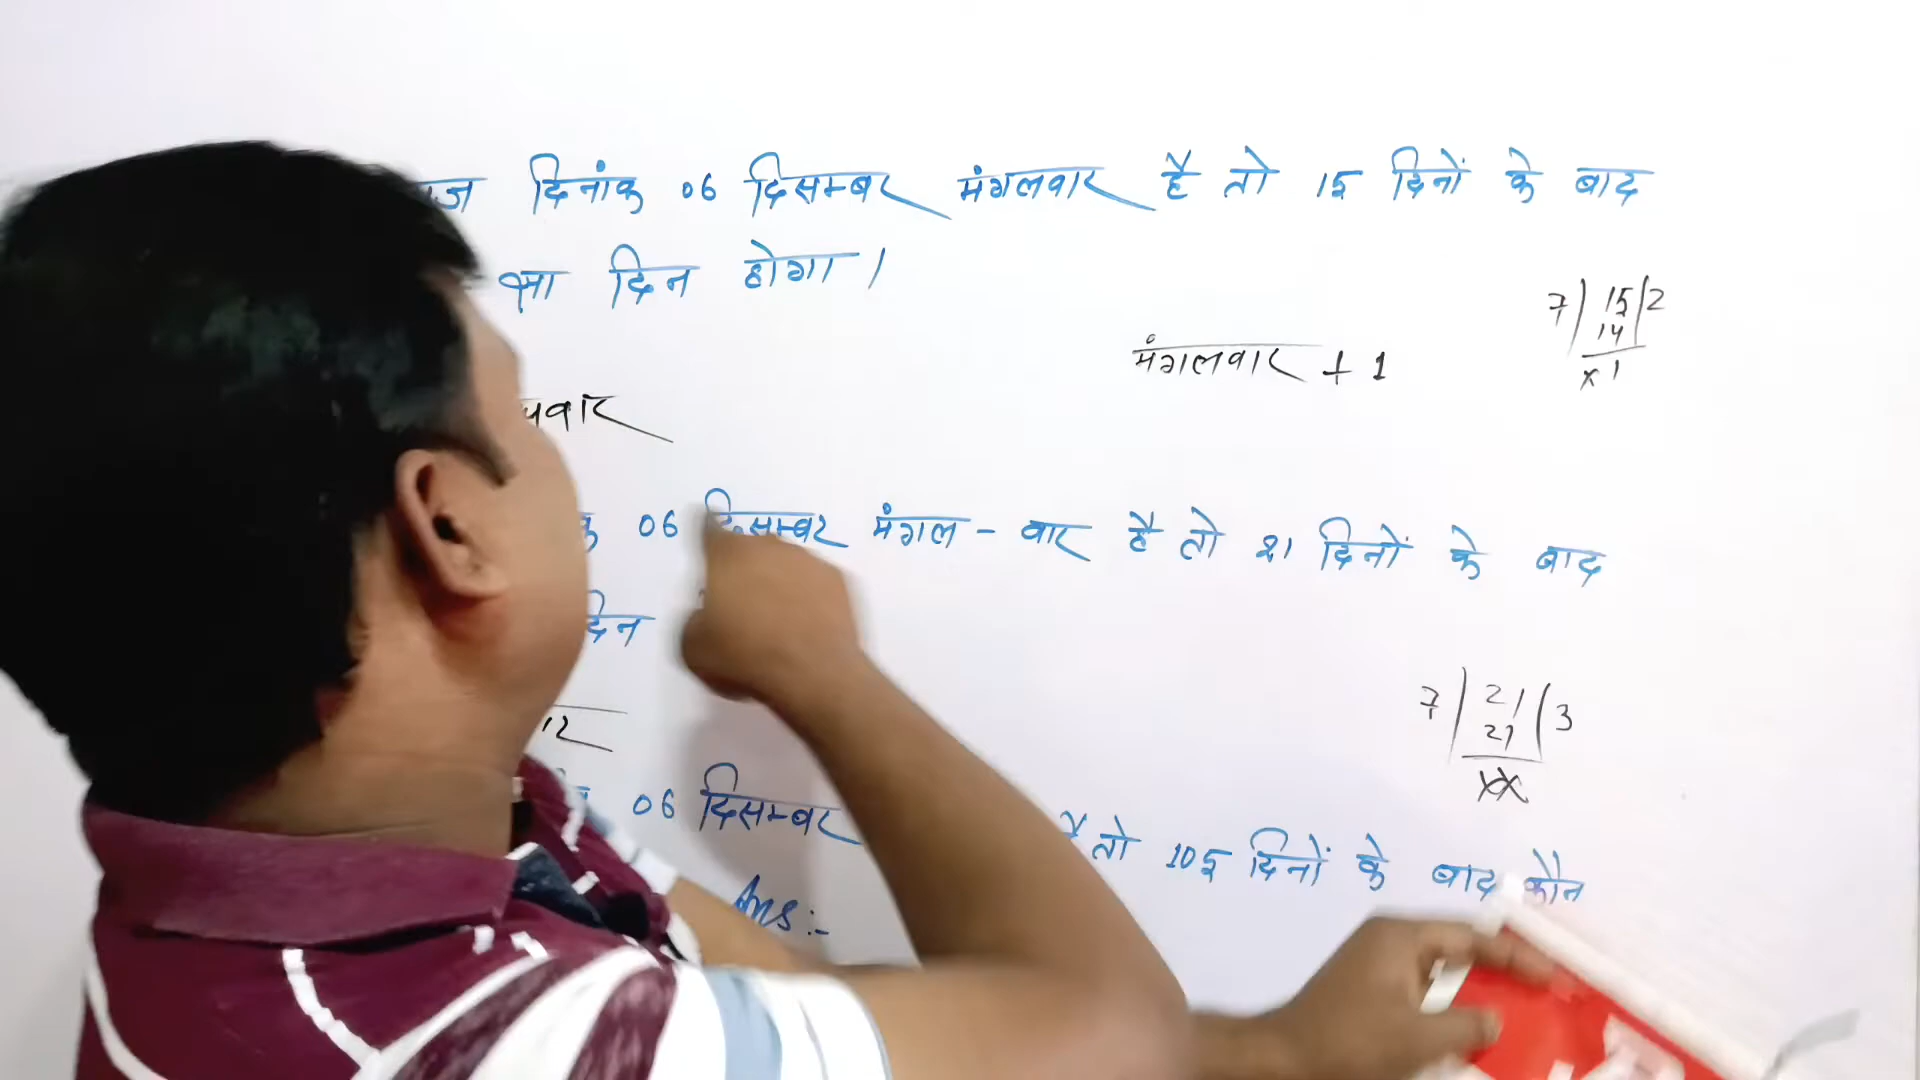 दिनांक 06 दिसम्बर मंगलवार है तो 15 दिनों के बाद
सा दिन होगा।
7) 15 (2
14
x 1
मंगलवार + 1
06 दिसम्बर मंगल - वार है तो 21 दिनों के बाद
दिन
7) 21 (3
21
xx
06 दिसम्बर
है तो 105 दिनों के बाद कौन
Ans:-